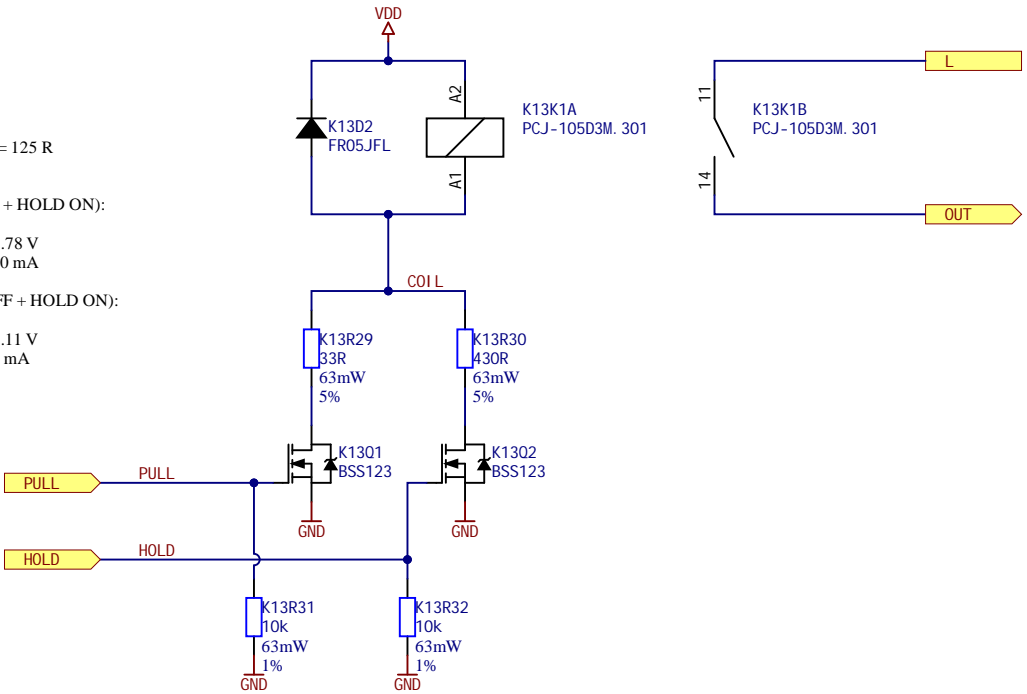 VDD
L
A2
11
K13K1A
PCJ-105D3M.301
K13K1B
PCJ-105D3M.301
K13D2
FR05JFL
= 125 R
A1
14
+ HOLD ON):
OUT
.78 V
0 mA
COIL
FF + HOLD ON):
.11 V
mA
K13R29
33R
63mW
5%
K13R30
430R
63mW
5%
K13Q1
BSS123
K13Q2
BSS123
PULL
PULL
GND
GND
HOLD
HOLD
K13R31
10k
63mW
1%
K13R32
10k
63mW
1%
GND
GND